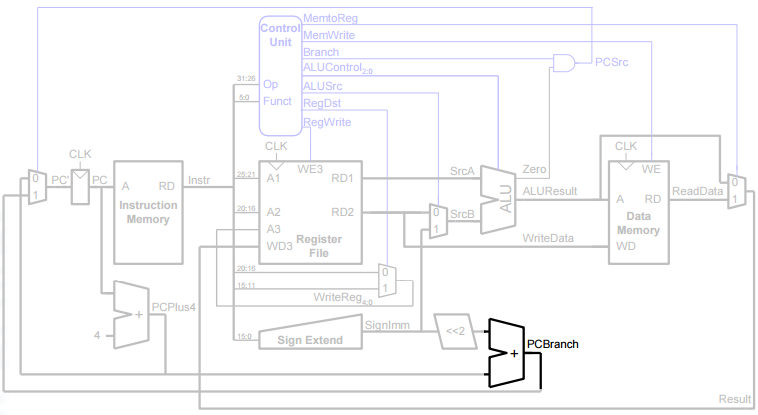 MemtoReg
Control
Unit
MemWrite
Branch
ALUControl2:0
PCSrc
31:26
Op
ALUSrc
5:0
Funct
RegDst
RegWrite
CLK
CLK
CLK
0
1
PC'
PC
A
RD
Instr
Instruction
Memory
25:21
A1
WE3
RD1
SrcA
Zero
WE
0
1
20:16
A2
RD2
0
1
SrcB
ALU
ALUResult
A
RD
ReadData
A3
Data
Memory
WD3
Register
File
WriteData
WD
20:16
0
15:11
1
WriteReg4:0
PCPlus4
+
4
SignImm
<<2
15:0
Sign Extend
+
PCBranch
Result